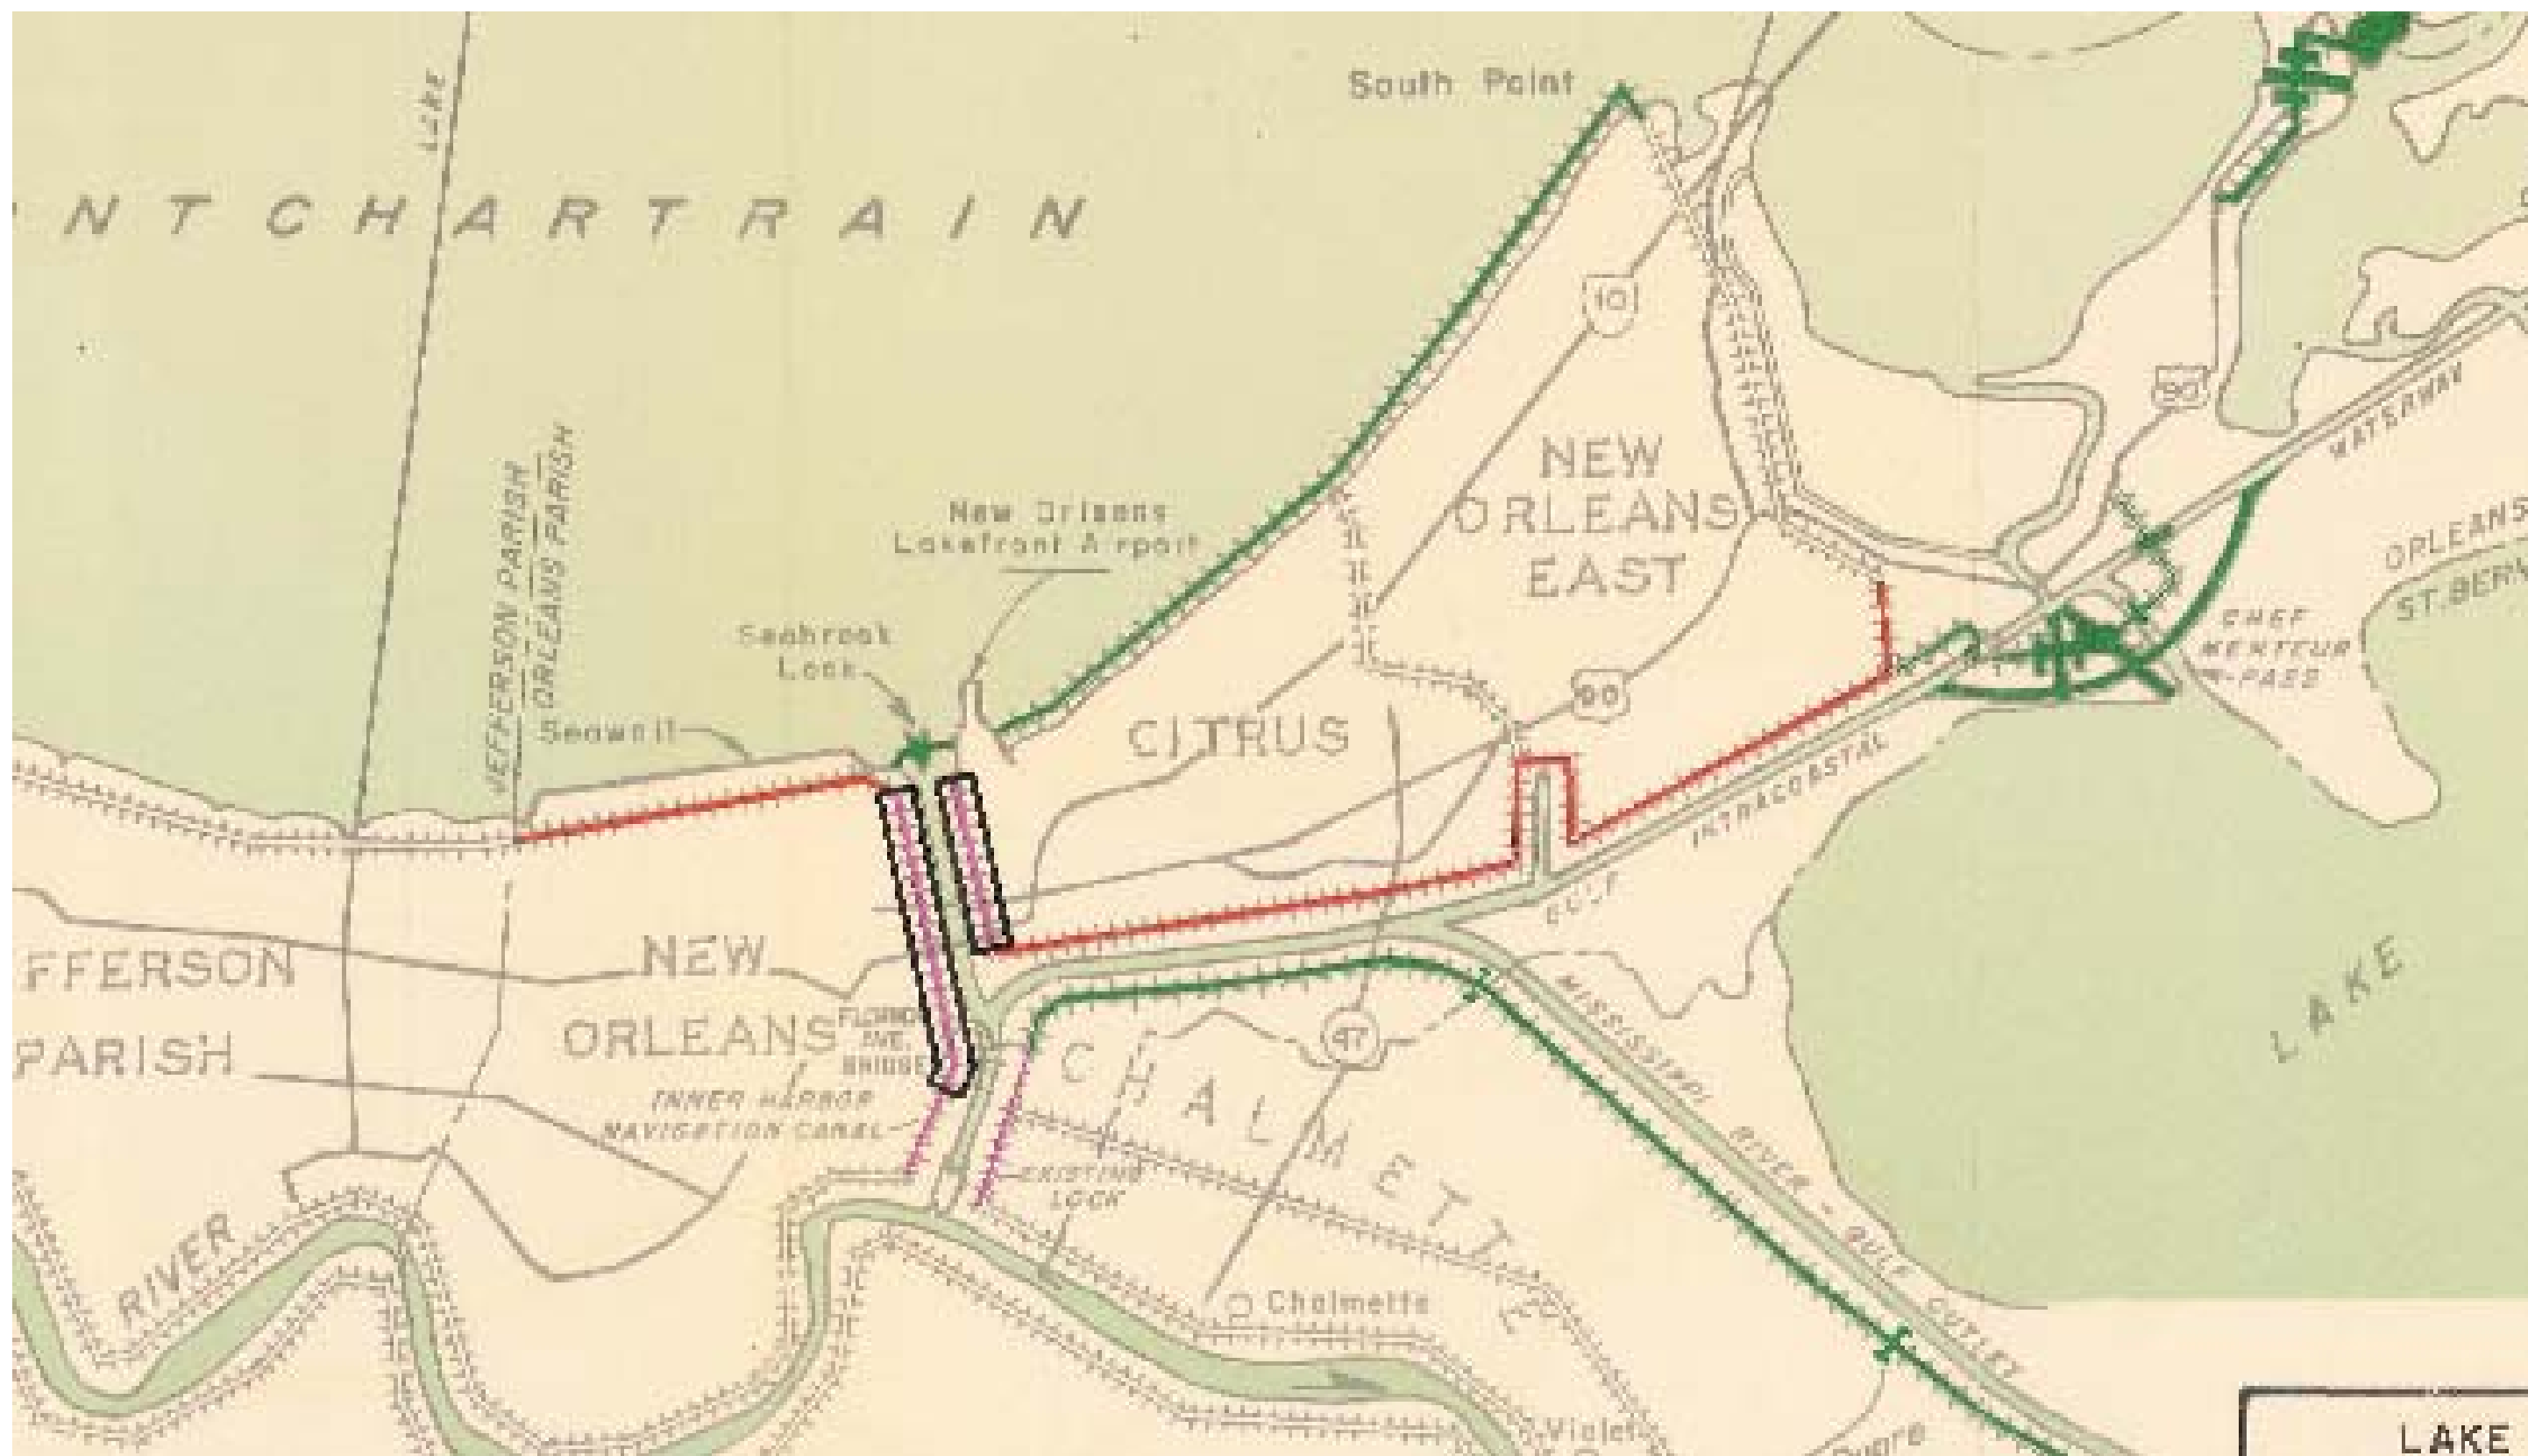 South Point
LAKE
NTCHARTRAIN
10
NEW
ORLEANS
EAST
90
WATERWAY
New Orleans
Lakefront Airport
JEFFERSON PARISH
ORLEANS PARISH
ORLEANS
ST. BERN
CHEF
MENTEUR
PASS
Seabrook
Lock
Seawall
CITRUS
90
INTRACOASTAL
GULF
LAKE
FFERSON
PARISH
NEW
ORLEANS
FLORIDA
AVE.
BRIDGE
INNER HARBOR
NAVIGATION CANAL
EXISTING
LOCK
47
CHALMETTE
MISSISSIPPI
RIVER - GULF
OUTLET
RIVER
Chalmette
Violet
LAKE